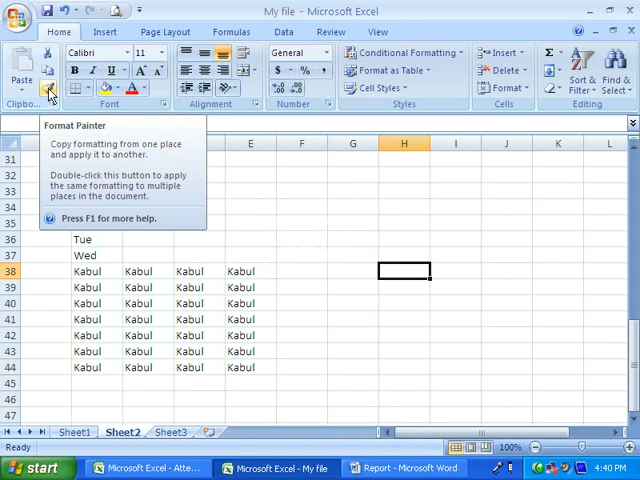 My file - Microsoft Excel
Home Insert Page Layout Formulas Data Review View
Paste
Calibri 11
General
Conditional Formatting
Format as Table
Cell Styles
Insert
Delete
Format
Sort & Filter
Find & Select
Clipbo... Font Alignment Number Styles Cells Editing
Format Painter
Copy formatting from one place
and apply it to another.
Double-click this button to apply
the same formatting to multiple
places in the document.
Press F1 for more help.
E F G H I J K L
31
32
33
34
35
36 Tue
37 Wed
38 Kabul Kabul Kabul Kabul
39 Kabul Kabul Kabul Kabul
40 Kabul Kabul Kabul Kabul
41 Kabul Kabul Kabul Kabul
42 Kabul Kabul Kabul Kabul
43 Kabul Kabul Kabul Kabul
44 Kabul Kabul Kabul Kabul
45
46
47
Sheet1 Sheet2 Sheet3
Ready 100%
start Microsoft Excel - Atte... Microsoft Excel - My file Report - Microsoft Word 4:40 PM